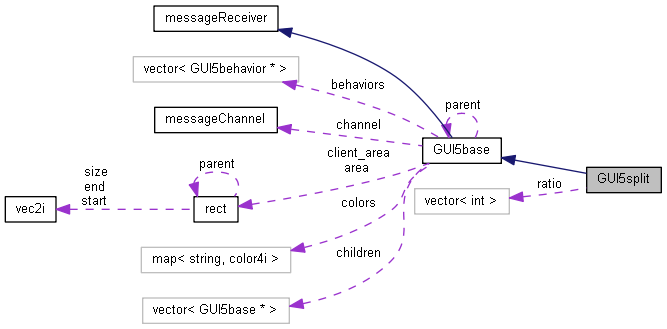 messageReceiver
vector< GUI5behavior * >
behaviors
parent
messageChannel
channel
GUI5base
client_area
area
size
end
start
parent
GUI5split
ratio
vec2i
rect
colors
vector< int >
map< string, color4i >
children
vector< GUI5base * >